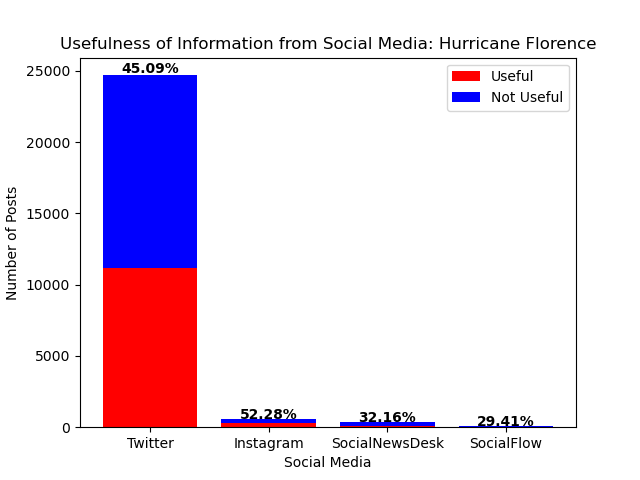 Usefulness of Information from Social Media: Hurricane Florence
45.09%
Useful
Not Useful
25000
20000
15000
10000
5000
0
Number of Posts
52.28%
32.16%
29.41%
Twitter
Instagram
SocialNewsDesk
SocialFlow
Social Media